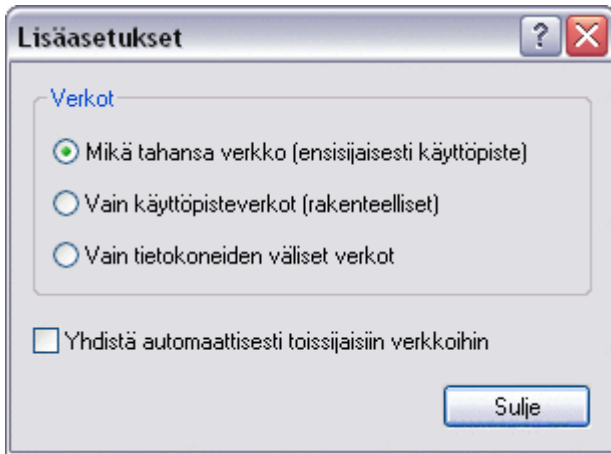 Lisäasetukset
Verkot
Mikä tahansa verkko (ensisijaisesti käyttöpiste)
Vain käyttöpisteverkot (rakenteelliset)
Vain tietokoneiden väliset verkot
Yhdistä automaattisesti toissijaisiin verkkoihin
Sulje